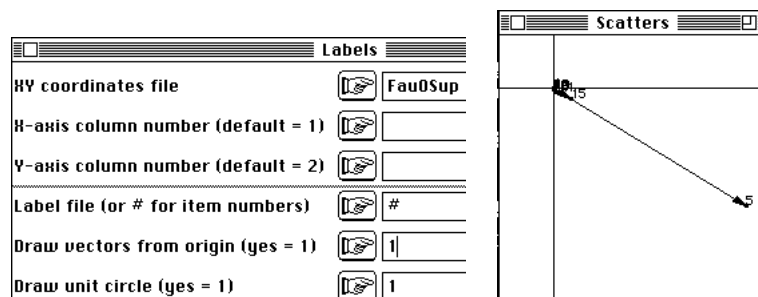 Labels
XY coordinates file
FauOSup
X-axis column number (default = 1)
Y-axis column number (default = 2)
Label file (or # for item numbers)
#
Draw vectors from origin (yes = 1)
1
Draw unit circle (yes = 1)
1
Scatters
15
5